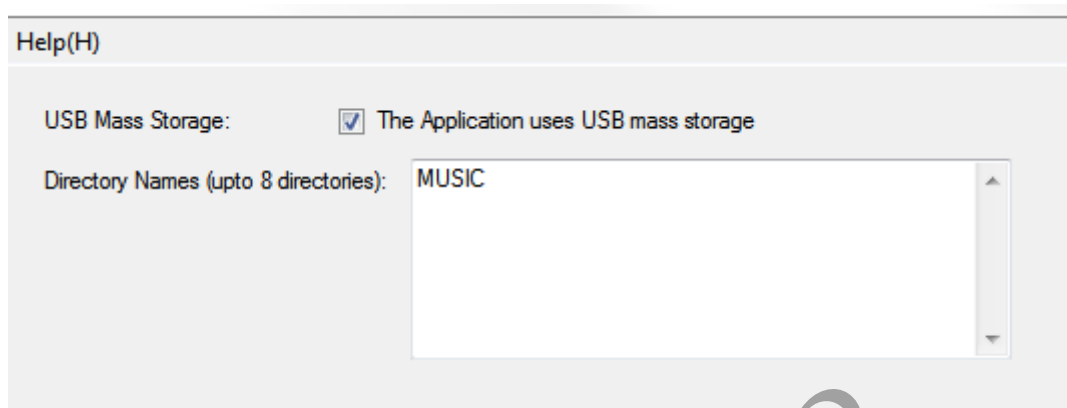 Help(H)
USB Mass Storage: The Application uses USB mass storage
Directory Names (upto 8 directories): MUSIC